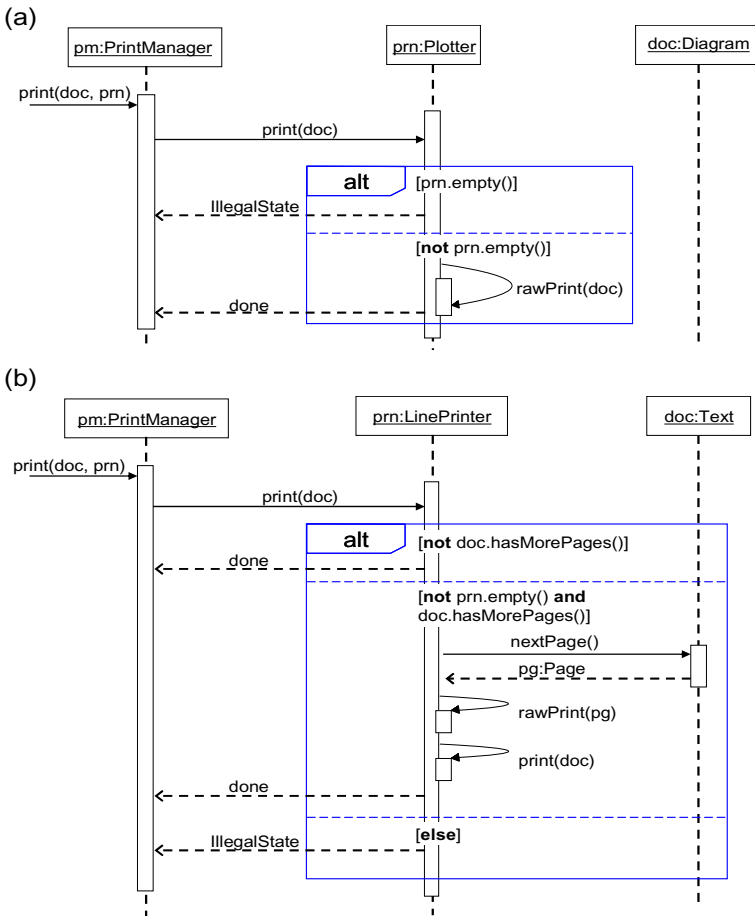 (a)
pm:PrintManager
prn:Plotter
doc:Diagram
print(doc, prn)
print(doc)
alt
[prn.empty()]
IllegalState
[not prn.empty()]
rawPrint(doc)
done
(b)
pm:PrintManager
prn:LinePrinter
doc:Text
print(doc, prn)
print(doc)
alt
[not doc.hasMorePages()]
done
[not prn.empty() and
doc.hasMorePages()]
nextPage()
pg:Page
rawPrint(pg)
print(doc)
done
[else]
IllegalState